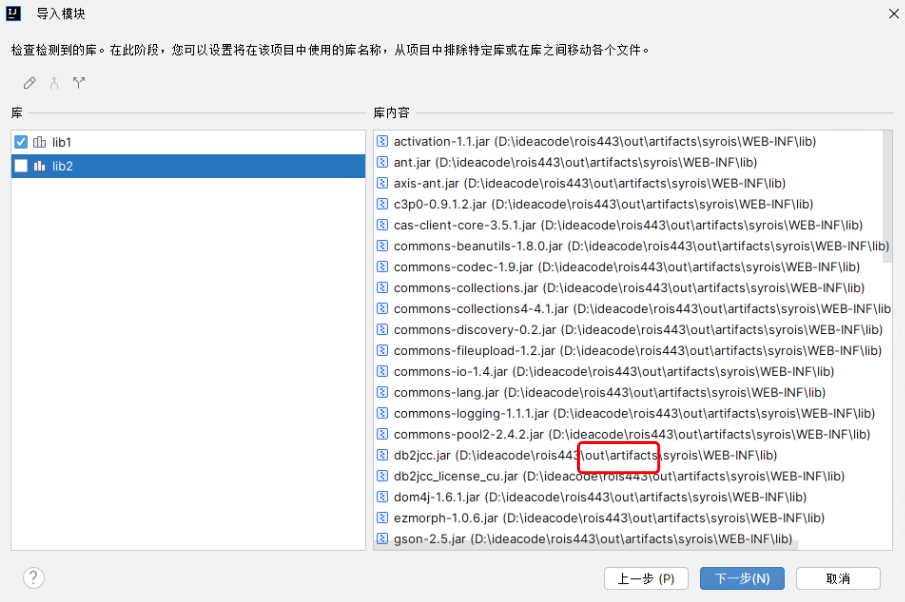 导入模块
检查检测到的库。在此阶段，您可以设置将在该项目中使用的库名称，从项目中排除特定库或在库之间移动各个文件。
库
lib1
lib2
库内容
activation-1.1.jar (D:\ideacode\rois443\out\artifacts\syrois\WEB-INF\lib)
ant.jar (D:\ideacode\rois443\out\artifacts\syrois\WEB-INF\lib)
axis-ant.jar (D:\ideacode\rois443\out\artifacts\syrois\WEB-INF\lib)
c3p0-0.9.1.2.jar (D:\ideacode\rois443\out\artifacts\syrois\WEB-INF\lib)
cas-client-core-3.5.1.jar (D:\ideacode\rois443\out\artifacts\syrois\WEB-INF\lib)
commons-beanutils-1.8.0.jar (D:\ideacode\rois443\out\artifacts\syrois\WEB-INF\lib)
commons-codec-1.9.jar (D:\ideacode\rois443\out\artifacts\syrois\WEB-INF\lib)
commons-collections.jar (D:\ideacode\rois443\out\artifacts\syrois\WEB-INF\lib)
commons-collections4-4.1.jar (D:\ideacode\rois443\out\artifacts\syrois\WEB-INF\lib
commons-discovery-0.2.jar (D:\ideacode\rois443\out\artifacts\syrois\WEB-INF\lib)
commons-fileupload-1.2.jar (D:\ideacode\rois443\out\artifacts\syrois\WEB-INF\lib)
commons-io-1.4.jar (D:\ideacode\rois443\out\artifacts\syrois\WEB-INF\lib)
commons-lang.jar (D:\ideacode\rois443\out\artifacts\syrois\WEB-INF\lib)
commons-logging-1.1.1.jar (D:\ideacode\rois443\out\artifacts\syrois\WEB-INF\lib)
commons-pool2-2.4.2.jar (D:\ideacode\rois443\out\artifacts\syrois\WEB-INF\lib)
db2jcc.jar (D:\ideacode\rois443\out\artifacts\syrois\WEB-INF\lib)
db2jcc_license_cu.jar (D:\ideacode\rois443\out\artifacts\syrois\WEB-INF\lib)
dom4j-1.6.1.jar (D:\ideacode\rois443\out\artifacts\syrois\WEB-INF\lib)
ezmorph-1.0.6.jar (D:\ideacode\rois443\out\artifacts\syrois\WEB-INF\lib)
gson-2.5.jar (D:\ideacode\rois443\out\artifacts\syrois\WEB-INF\lib)
? 上一步 (P) 下一步(N) 取消